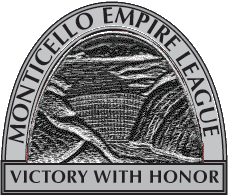 MONTICELLO EMPIRE LEAGUE
VICTORY WITH HONOR